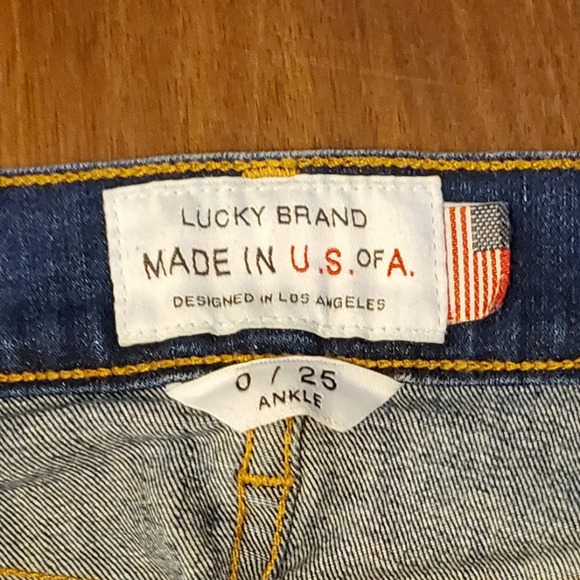 LUCKY BRAND
MADE IN U.S. OF A.
DESIGNED IN LOS ANGELES
0 / 25
ANKLE